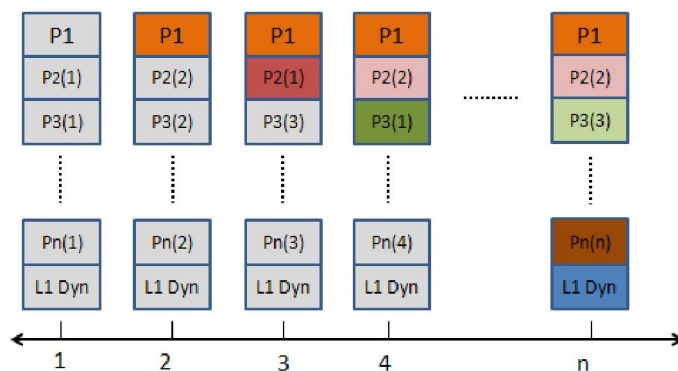 P1 P1 P1 P1 P1
P2(1) P2(2) P2(1) P2(2) P2(2)
P3(1) P3(2) P3(3) P3(1) P3(3)
Pn(1) Pn(2) Pn(3) Pn(4) Pn(n)
L1 Dyn L1 Dyn L1 Dyn L1 Dyn L1 Dyn
1 2 3 4 n